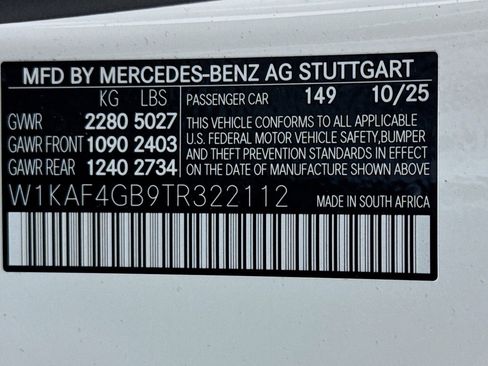 MFD BY MERCEDES-BENZ AG STUTTGART
KG LBS PASSENGER CAR 149 10/25
GVWR 2280 5027
GAWR FRONT 1090 2403
GAWR REAR 1240 2734
THIS VEHICLE CONFORMS TO ALL APPLICABLE
U.S. FEDERAL MOTOR VEHICLE SAFETY,BUMPER
AND THEFT PREVENTION STANDARDS IN EFFECT
ON THE DATE OF MANUFACTURE SHOWN ABOVE
W1KAF4GB9TR322112 MADE IN SOUTH AFRICA